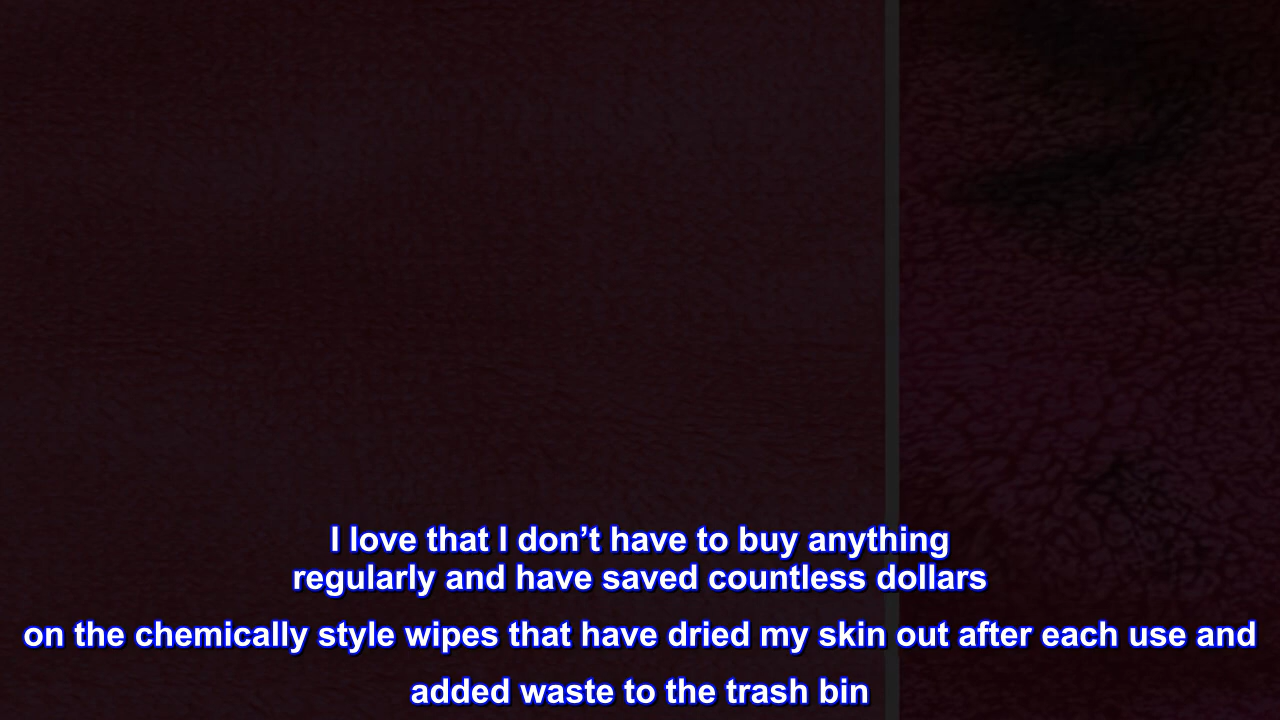 I love that I don’t have to buy anything
regularly and have saved countless dollars
on the chemically style wipes that have dried my skin out after each use and
added waste to the trash bin